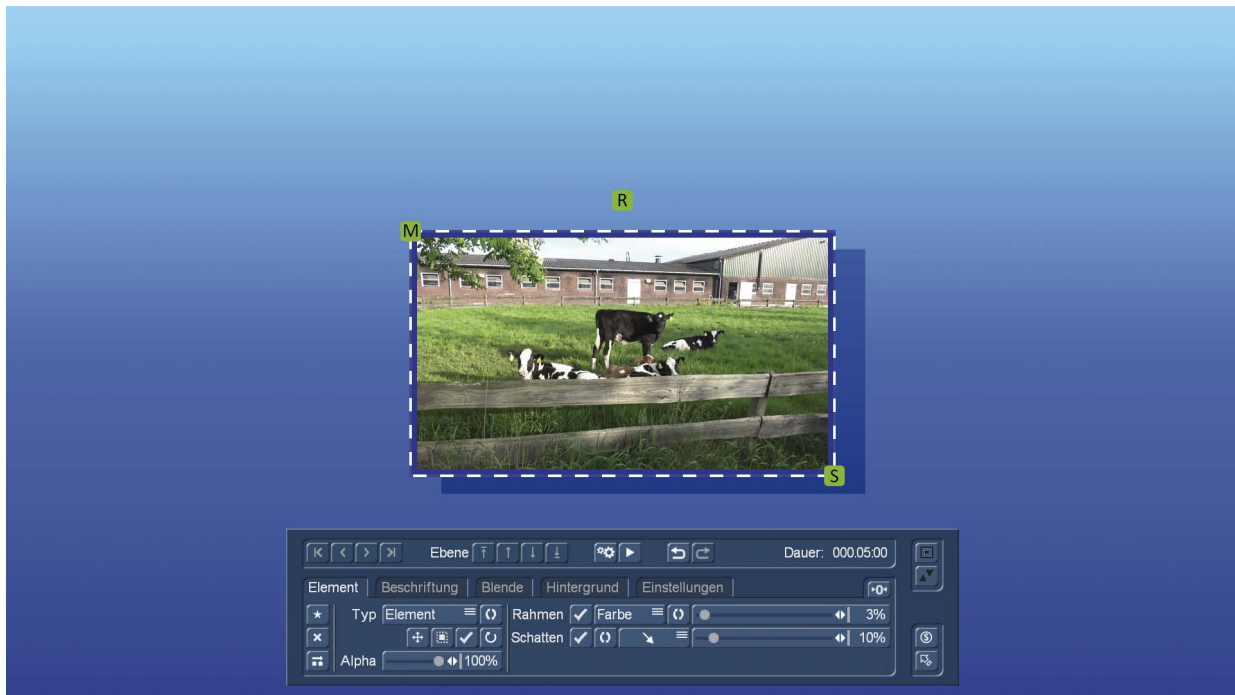 R
M
S
Ebene Dauer: 000.05:00
Element Beschriftung Blende Hintergrund Einstellungen ▸0◂
Typ Element Rahmen Farbe 3%
Schatten 10%
Alpha 100%